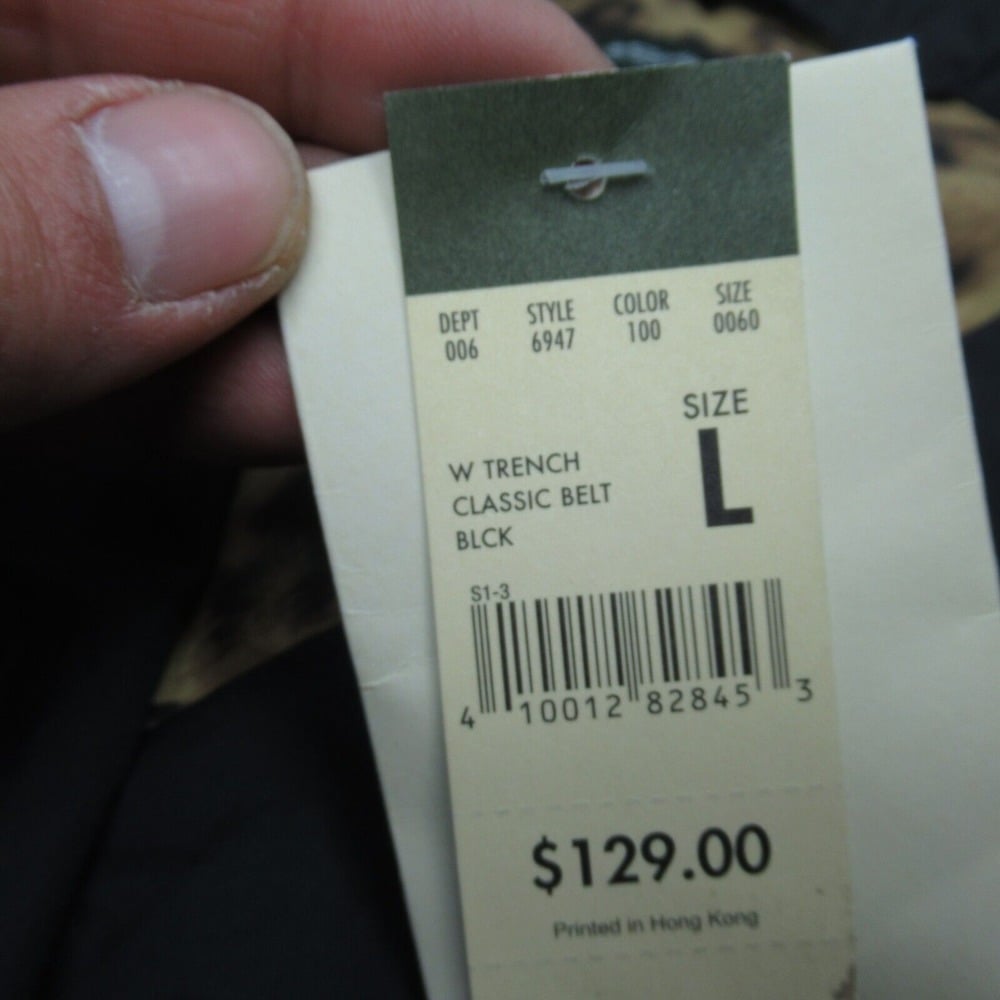 DEPT STYLE COLOR SIZE
006 6947 100 0060
SIZE
L
W TRENCH
CLASSIC BELT
BLCK
S1-3
4 10012 82845 3
$129.00
Printed in Hong Kong